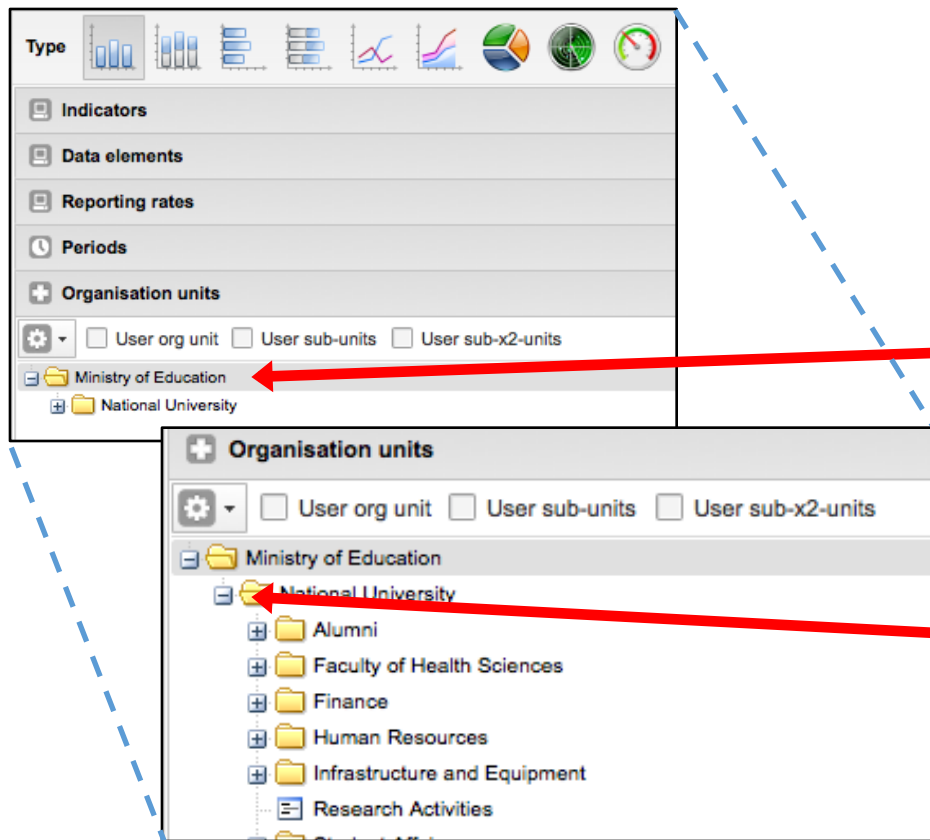 Type
Indicators
Data elements
Reporting rates
Periods
Organisation units
User org unit User sub-units User sub-x2-units
Ministry of Education
National University
Organisation units
User org unit User sub-units User sub-x2-units
Ministry of Education
National University
Alumni
Faculty of Health Sciences
Finance
Human Resources
Infrastructure and Equipment
Research Activities